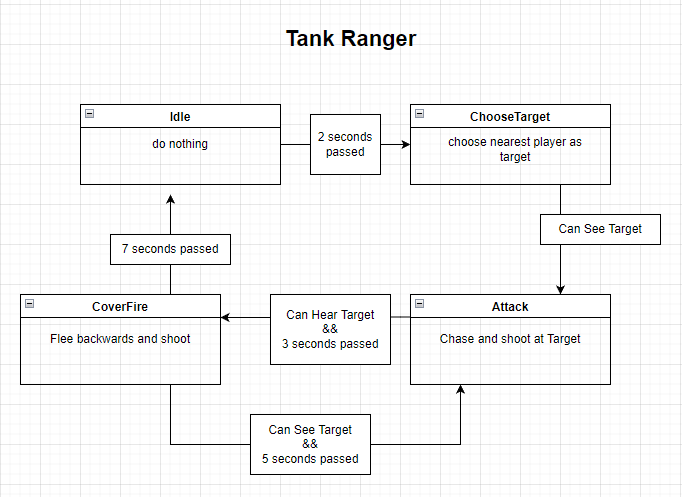 Tank Ranger
Idle
do nothing
2 seconds
passed
ChooseTarget
choose nearest player as
target
Can See Target
7 seconds passed
CoverFire
Flee backwards and shoot
Can Hear Target
&&
3 seconds passed
Attack
Chase and shoot at Target
Can See Target
&&
5 seconds passed